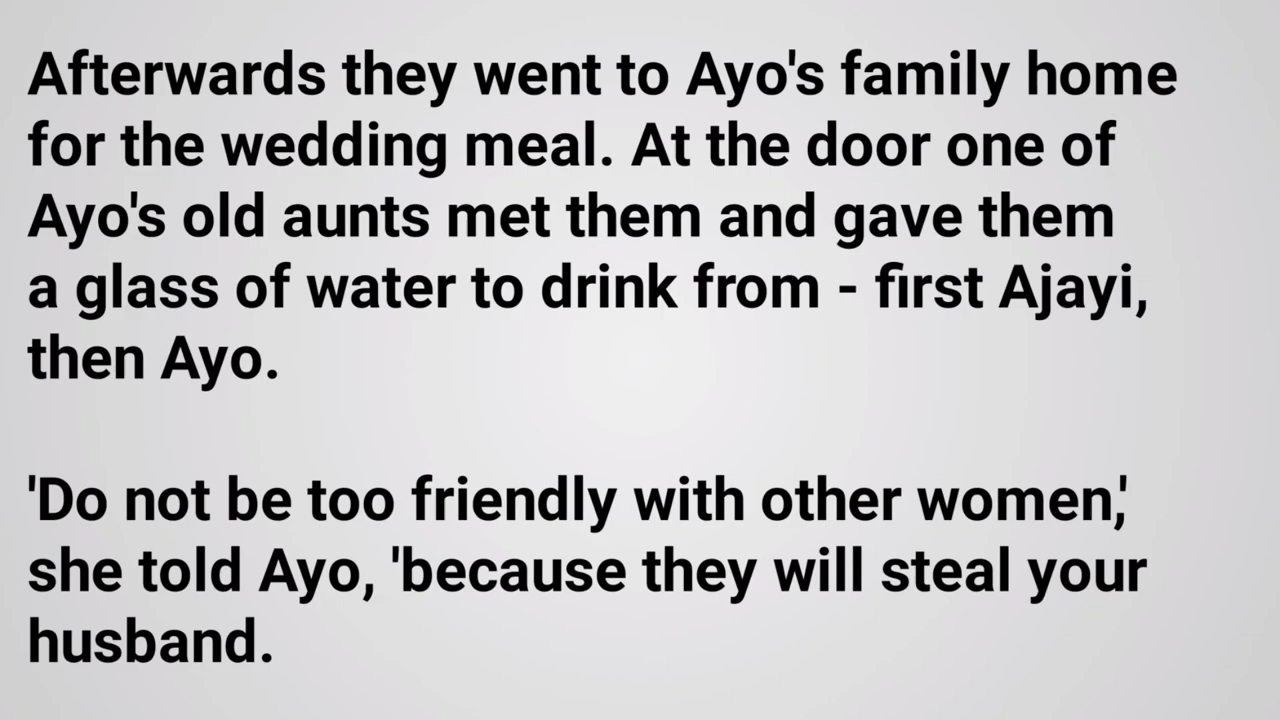 Afterwards they went to Ayo's family home
for the wedding meal. At the door one of
Ayo's old aunts met them and gave them
a glass of water to drink from - first Ajayi,
then Ayo.
'Do not be too friendly with other women,'
she told Ayo, 'because they will steal your
husband.